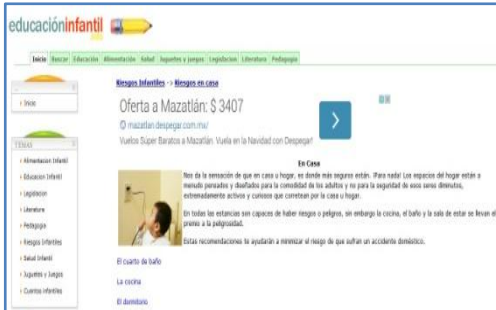 educacióninfantil
Inicio Buscar Educación Alimentación Salud Juguetes y juegos Legislacion Literatura Pedagogía
Riesgos Infantiles -> Riesgos en casa
Inicio
Oferta a Mazatlán: $ 3407
mazatlan.despegar.com.mx/
Vuelos Súper Baratos a Mazatlán. Vuela en la Navidad con Despegar!
TEMAS
Alimentacion Infantil
Educacion Infantil
Legislacion
Literatura
Pedagogia
Riesgos Infantiles
Salud Infantil
Juguetes y Juegos
Cuentos Infantiles
En Casa
Nos da la sensación de que en casa u hogar, es donde más seguros están. ¡Para nada! Los espacios del hogar están a
menudo pensados y diseñados para la comodidad de los adultos y no para la seguridad de esos seres diminutos,
extremadamente activos y curiosos que corretean por la casa u hogar.
En todas las estancias son capaces de haber riesgos o peligros, sin embargo la cocina, el baño y la sala de estar se llevan el
premio a la peligrosidad.
Estas recomendaciones te ayudarán a minimizar el riesgo de que sufran un accidente doméstico.
El cuarto de baño
La cocina
El dormitorio